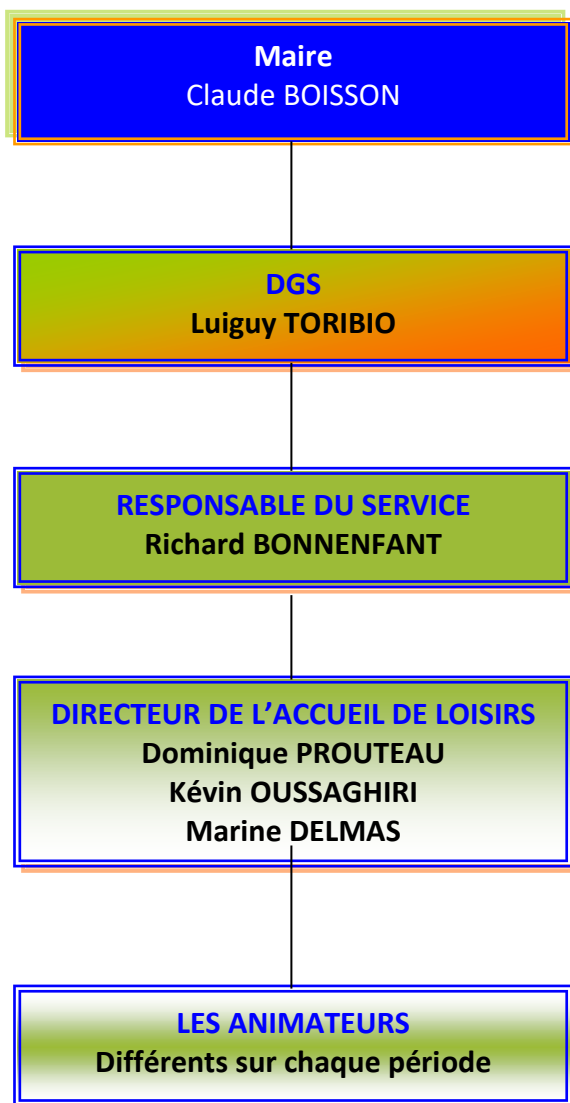 Maire
Claude BOISSON
DGS
Luiguy TORIBIO
RESPONSABLE DU SERVICE
Richard BONNENFANT
DIRECTEUR DE L’ACCUEIL DE LOISIRS
Dominique PROUTEAU
Kévin OUSSAGHIRI
Marine DELMAS
LES ANIMATEURS
Différents sur chaque période